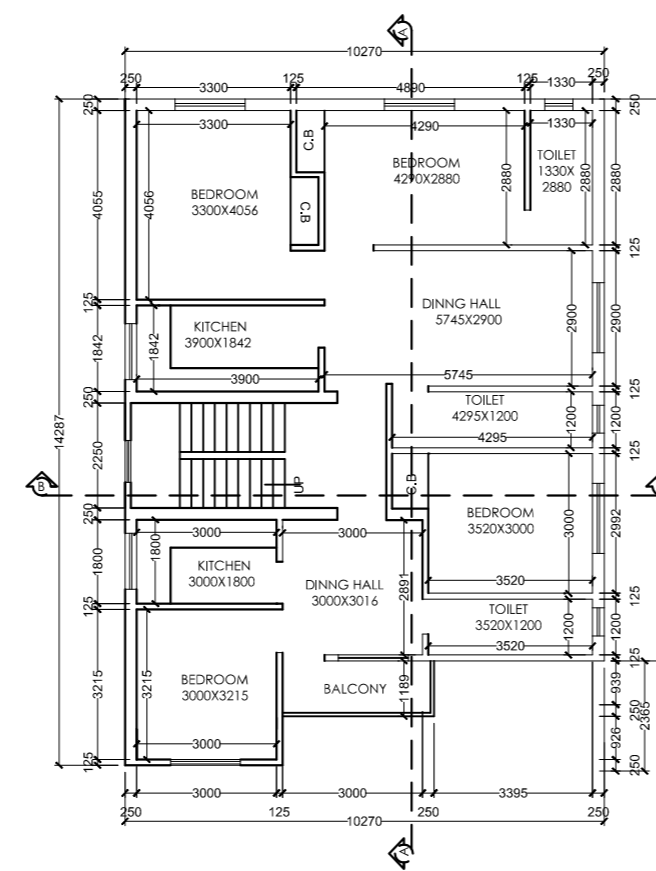 A
10270
250
3300
125
4890
125
1330
250
250
3300
C.B
4290
1330
250
BEDROOM
4290X2880
TOILET
1330X
2880
2880
2880
2880
4055
4056
BEDROOM
3300X4056
C.B
125
DINNG HALL
5745X2900
2900
2900
125
KITCHEN
3900X1842
1842
1842
3900
5745
125
250
TOILET
4295X1200
1200
1200
4295
125
14287
2250
UP
C.B
B
BEDROOM
3520X3000
3000
2992
250
3000
3000
1800
1800
KITCHEN
3000X1800
DINNG HALL
3000X3016
2891
3520
125
125
TOILET
3520X1200
1200
1200
3520
125
3215
3215
BEDROOM
3000X3215
BALCONY
1189
939
2365
250
926
3000
125
250
3000
3000
3395
250
125
250
250
10270
A